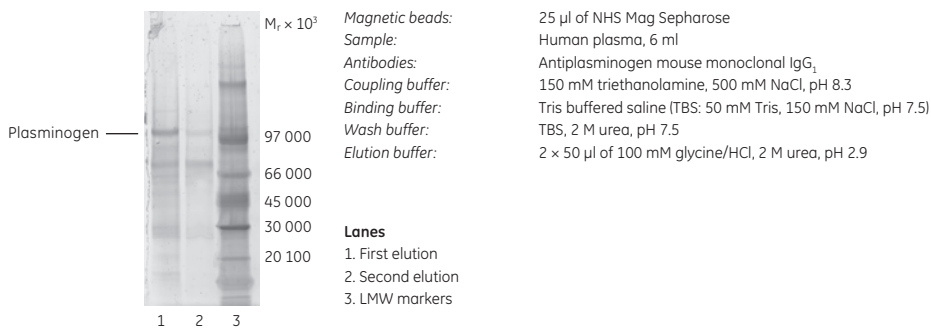 Mr × 10³
Plasminogen
97 000
66 000
45 000
30 000
20 100
1 2 3
Magnetic beads: 25 µl of NHS Mag Sepharose
Sample: Human plasma, 6 ml
Antibodies: Antiplasminogen mouse monoclonal IgG₁
Coupling buffer: 150 mM triethanolamine, 500 mM NaCl, pH 8.3
Binding buffer: Tris buffered saline (TBS: 50 mM Tris, 150 mM NaCl, pH 7.5)
Wash buffer: TBS, 2 M urea, pH 7.5
Elution buffer: 2 × 50 µl of 100 mM glycine/HCl, 2 M urea, pH 2.9
Lanes
1. First elution
2. Second elution
3. LMW markers